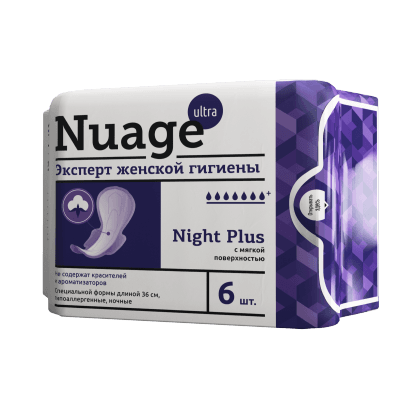 ultra
Nuage
Эксперт женской гигиены
+
Night Plus
с мягкой
поверхностью
не содержат красителей
и ароматизаторов
Специальной формы длиной 36 см,
гипоаллергенные, ночные
6 шт.